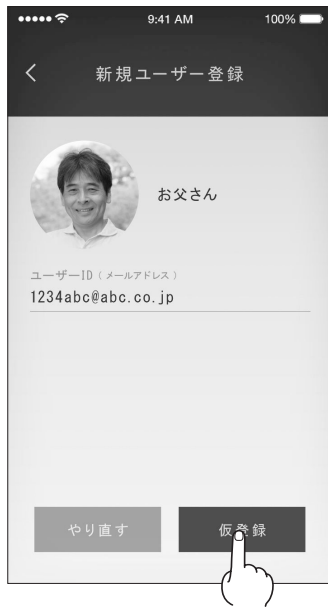 9:41 AM 100%
新規ユーザー登録
お父さん
ユーザーID（メールアドレス）
1234abc@abc.co.jp
やり直す 仮登録